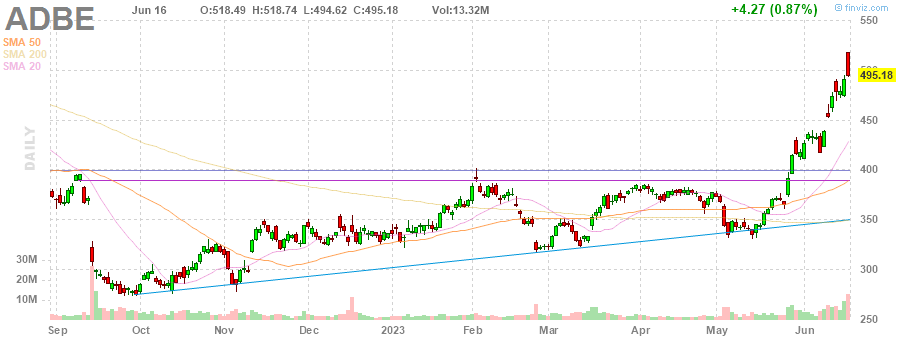 ADBE Jun 16 O:518.49 H:518.74 L:494.62 C:495.18 Vol:13.32M +4.27 (0.87%) © finviz.com
SMA 50
SMA 200
SMA 20
DAILY
550
500
495.18
450
400
350
300
250
30M
20M
10M
Sep Oct Nov Dec 2023 Feb Mar Apr May Jun